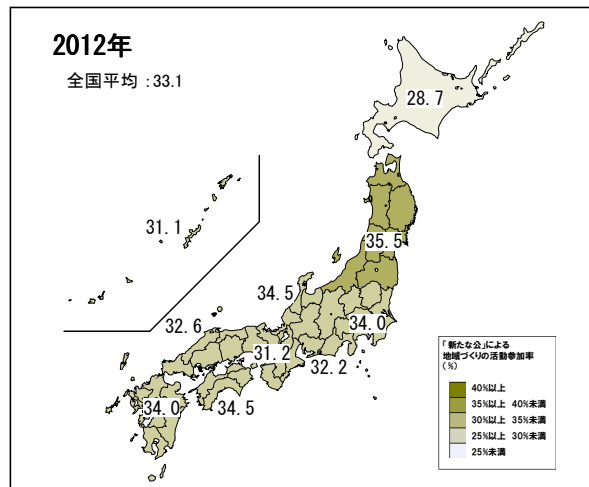 2012年
全国平均 :33.1
28.7
31.1
35.5
34.5
32.6
34.0
31.2
32.2
34.0
34.5
「新たな公」による
地域づくりの活動参加率
(%)
40%以上
35%以上 40%未満
30%以上 35%未満
25%以上 30%未満
25%未満